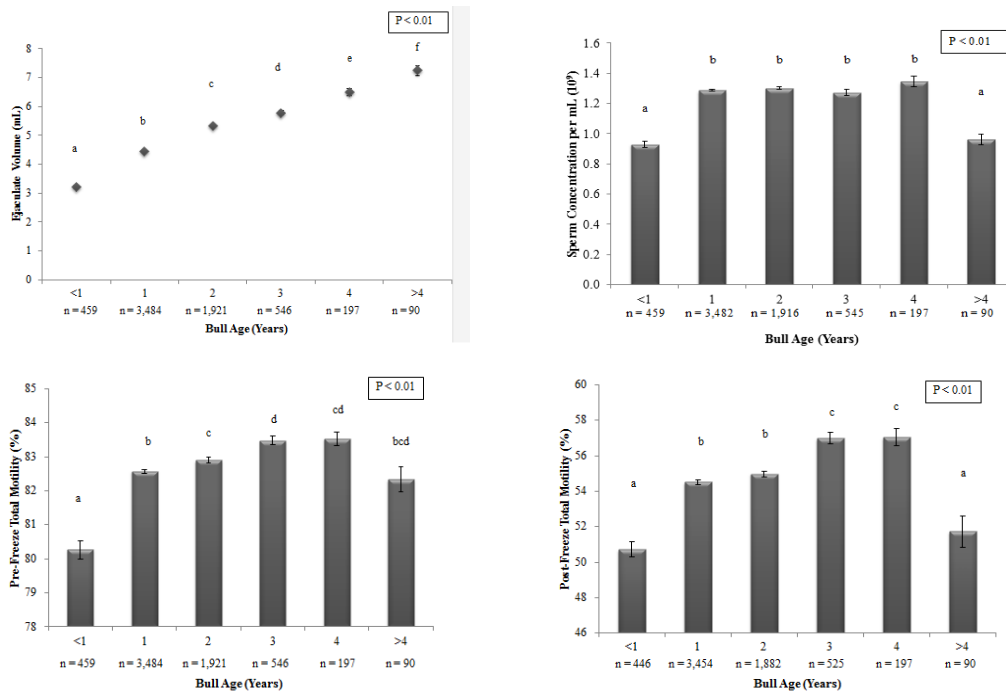 P < 0.01
Ejaculate Volume (mL)
8
7
6
5
4
3
2
1
0
a
b
c
d
e
f
<1 1 2 3 4 >4
n = 459 n = 3,484 n = 1,921 n = 546 n = 197 n = 90
Bull Age (Years)
P < 0.01
Sperm Concentration per mL (10⁹)
1.6
1.4
1.2
1.0
0.8
0.6
0.4
0.2
0.0
a b b b b a
<1 1 2 3 4 >4
n = 459 n = 3,482 n = 1,916 n = 545 n = 197 n = 90
Bull Age (Years)
P < 0.01
Pre-Freeze Total Motility (%)
85
84
83
82
81
80
79
78
a b c d cd bcd
<1 1 2 3 4 >4
n = 459 n = 3,484 n = 1,921 n = 546 n = 197 n = 90
Bull Age (Years)
P < 0.01
Post-Freeze Total Motility (%)
60
58
56
54
52
50
48
46
a b b c c a
<1 1 2 3 4 >4
n = 446 n = 3,454 n = 1,882 n = 525 n = 197 n = 90
Bull Age (Years)